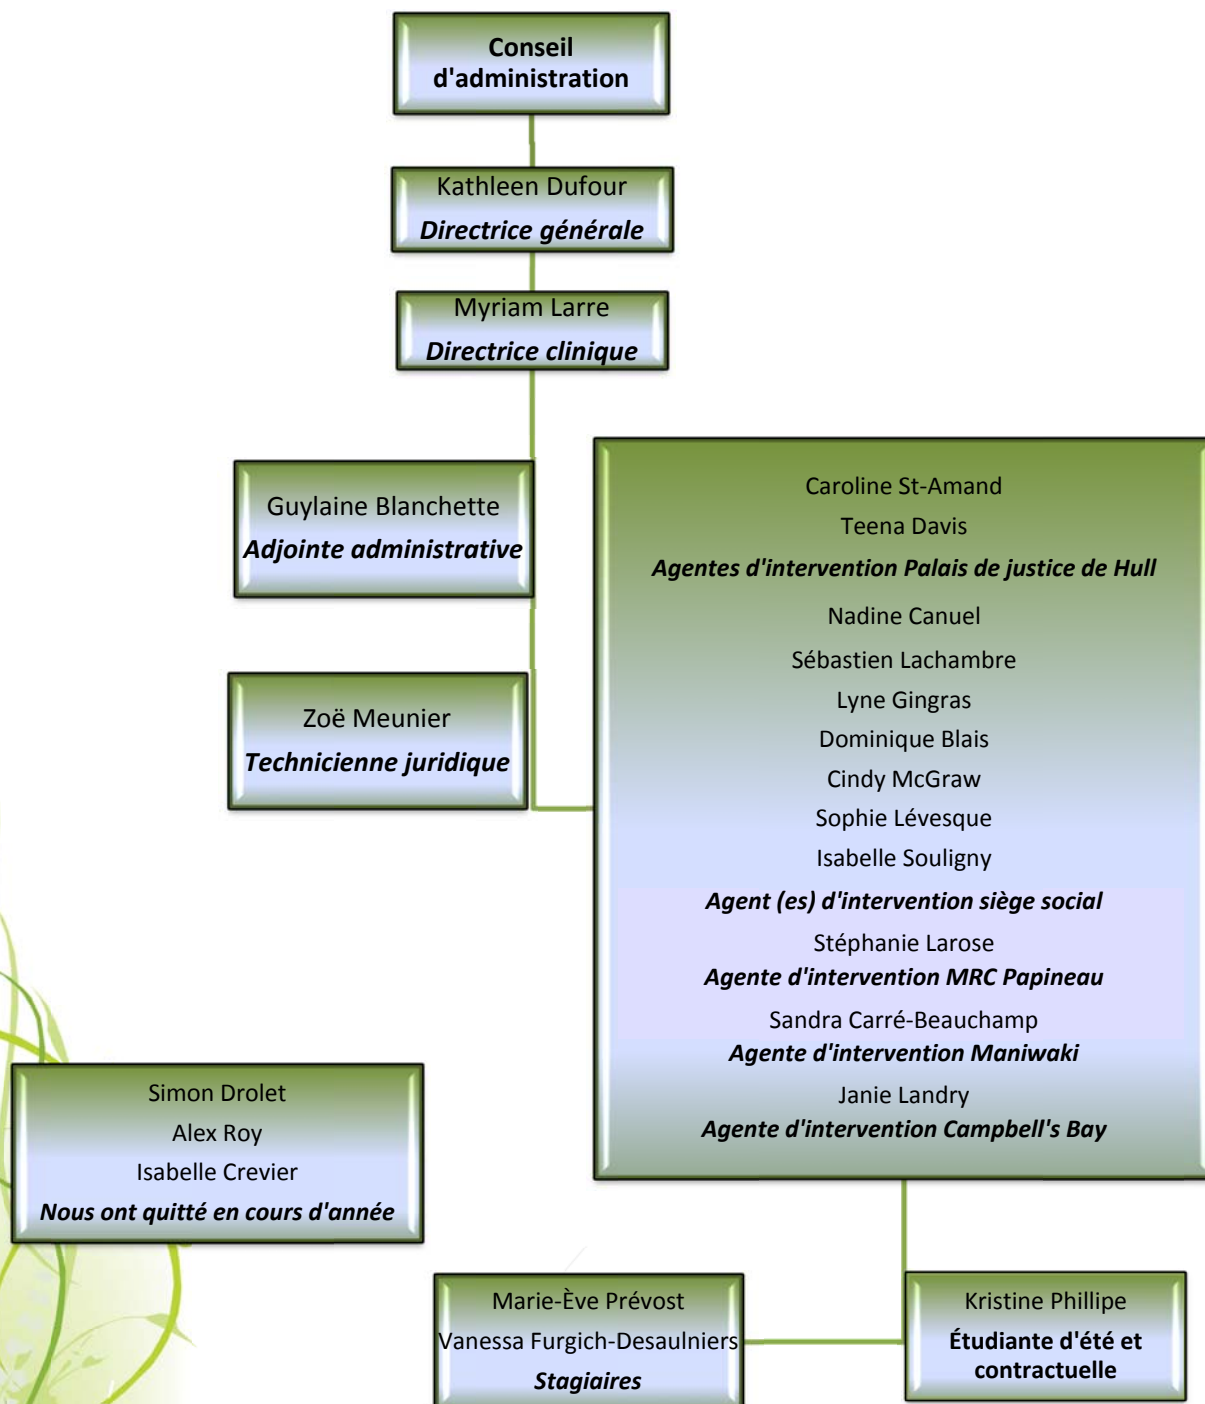 Conseil
d'administration
Kathleen Dufour
Directrice générale
Myriam Larre
Directrice clinique
Guylaine Blanchette
Adjointe administrative
Zoë Meunier
Technicienne juridique
Caroline St-Amand
Teena Davis
Agentes d'intervention Palais de justice de Hull
Nadine Canuel
Sébastien Lachambre
Lyne Gingras
Dominique Blais
Cindy McGraw
Sophie Lévesque
Isabelle Souligny
Agent (es) d'intervention siège social
Stéphanie Larose
Agente d'intervention MRC Papineau
Sandra Carré-Beauchamp
Agente d'intervention Maniwaki
Janie Landry
Agente d'intervention Campbell's Bay
Simon Drolet
Alex Roy
Isabelle Crevier
Nous ont quitté en cours d'année
Marie-Ève Prévost
Vanessa Furgich-Desaulniers
Stagiaires
Kristine Phillipe
Étudiante d'été et
contractuelle